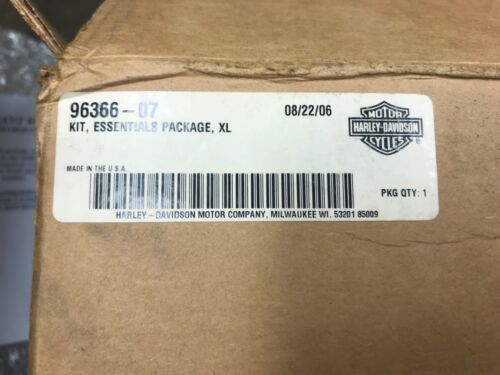 96366-07 08/22/06
KIT, ESSENTIALS PACKAGE, XL
MOTOR
HARLEY-DAVIDSON
CYCLES
®
MADE IN THE U.S.A.
PKG QTY: 1
HARLEY-DAVIDSON MOTOR COMPANY, MILWAUKEE WI. 53201 85009